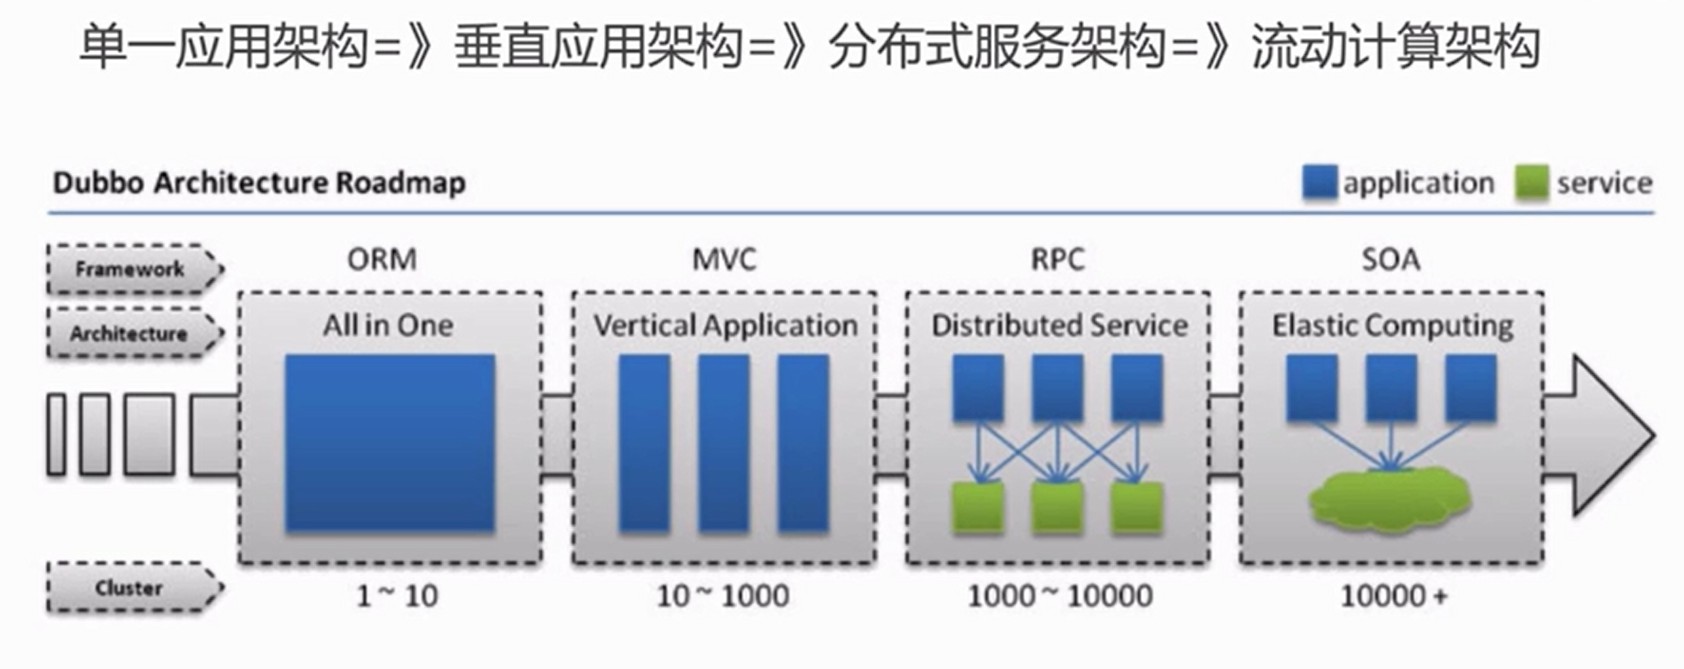 单一应用架构=》垂直应用架构=》分布式服务架构=》流动计算架构
Dubbo Architecture Roadmap
application
service
Framework
ORM
MVC
RPC
SOA
Architecture
All in One
Vertical Application
Distributed Service
Elastic Computing
Cluster
1 ~ 10
10 ~ 1000
1000 ~ 10000
10000 +